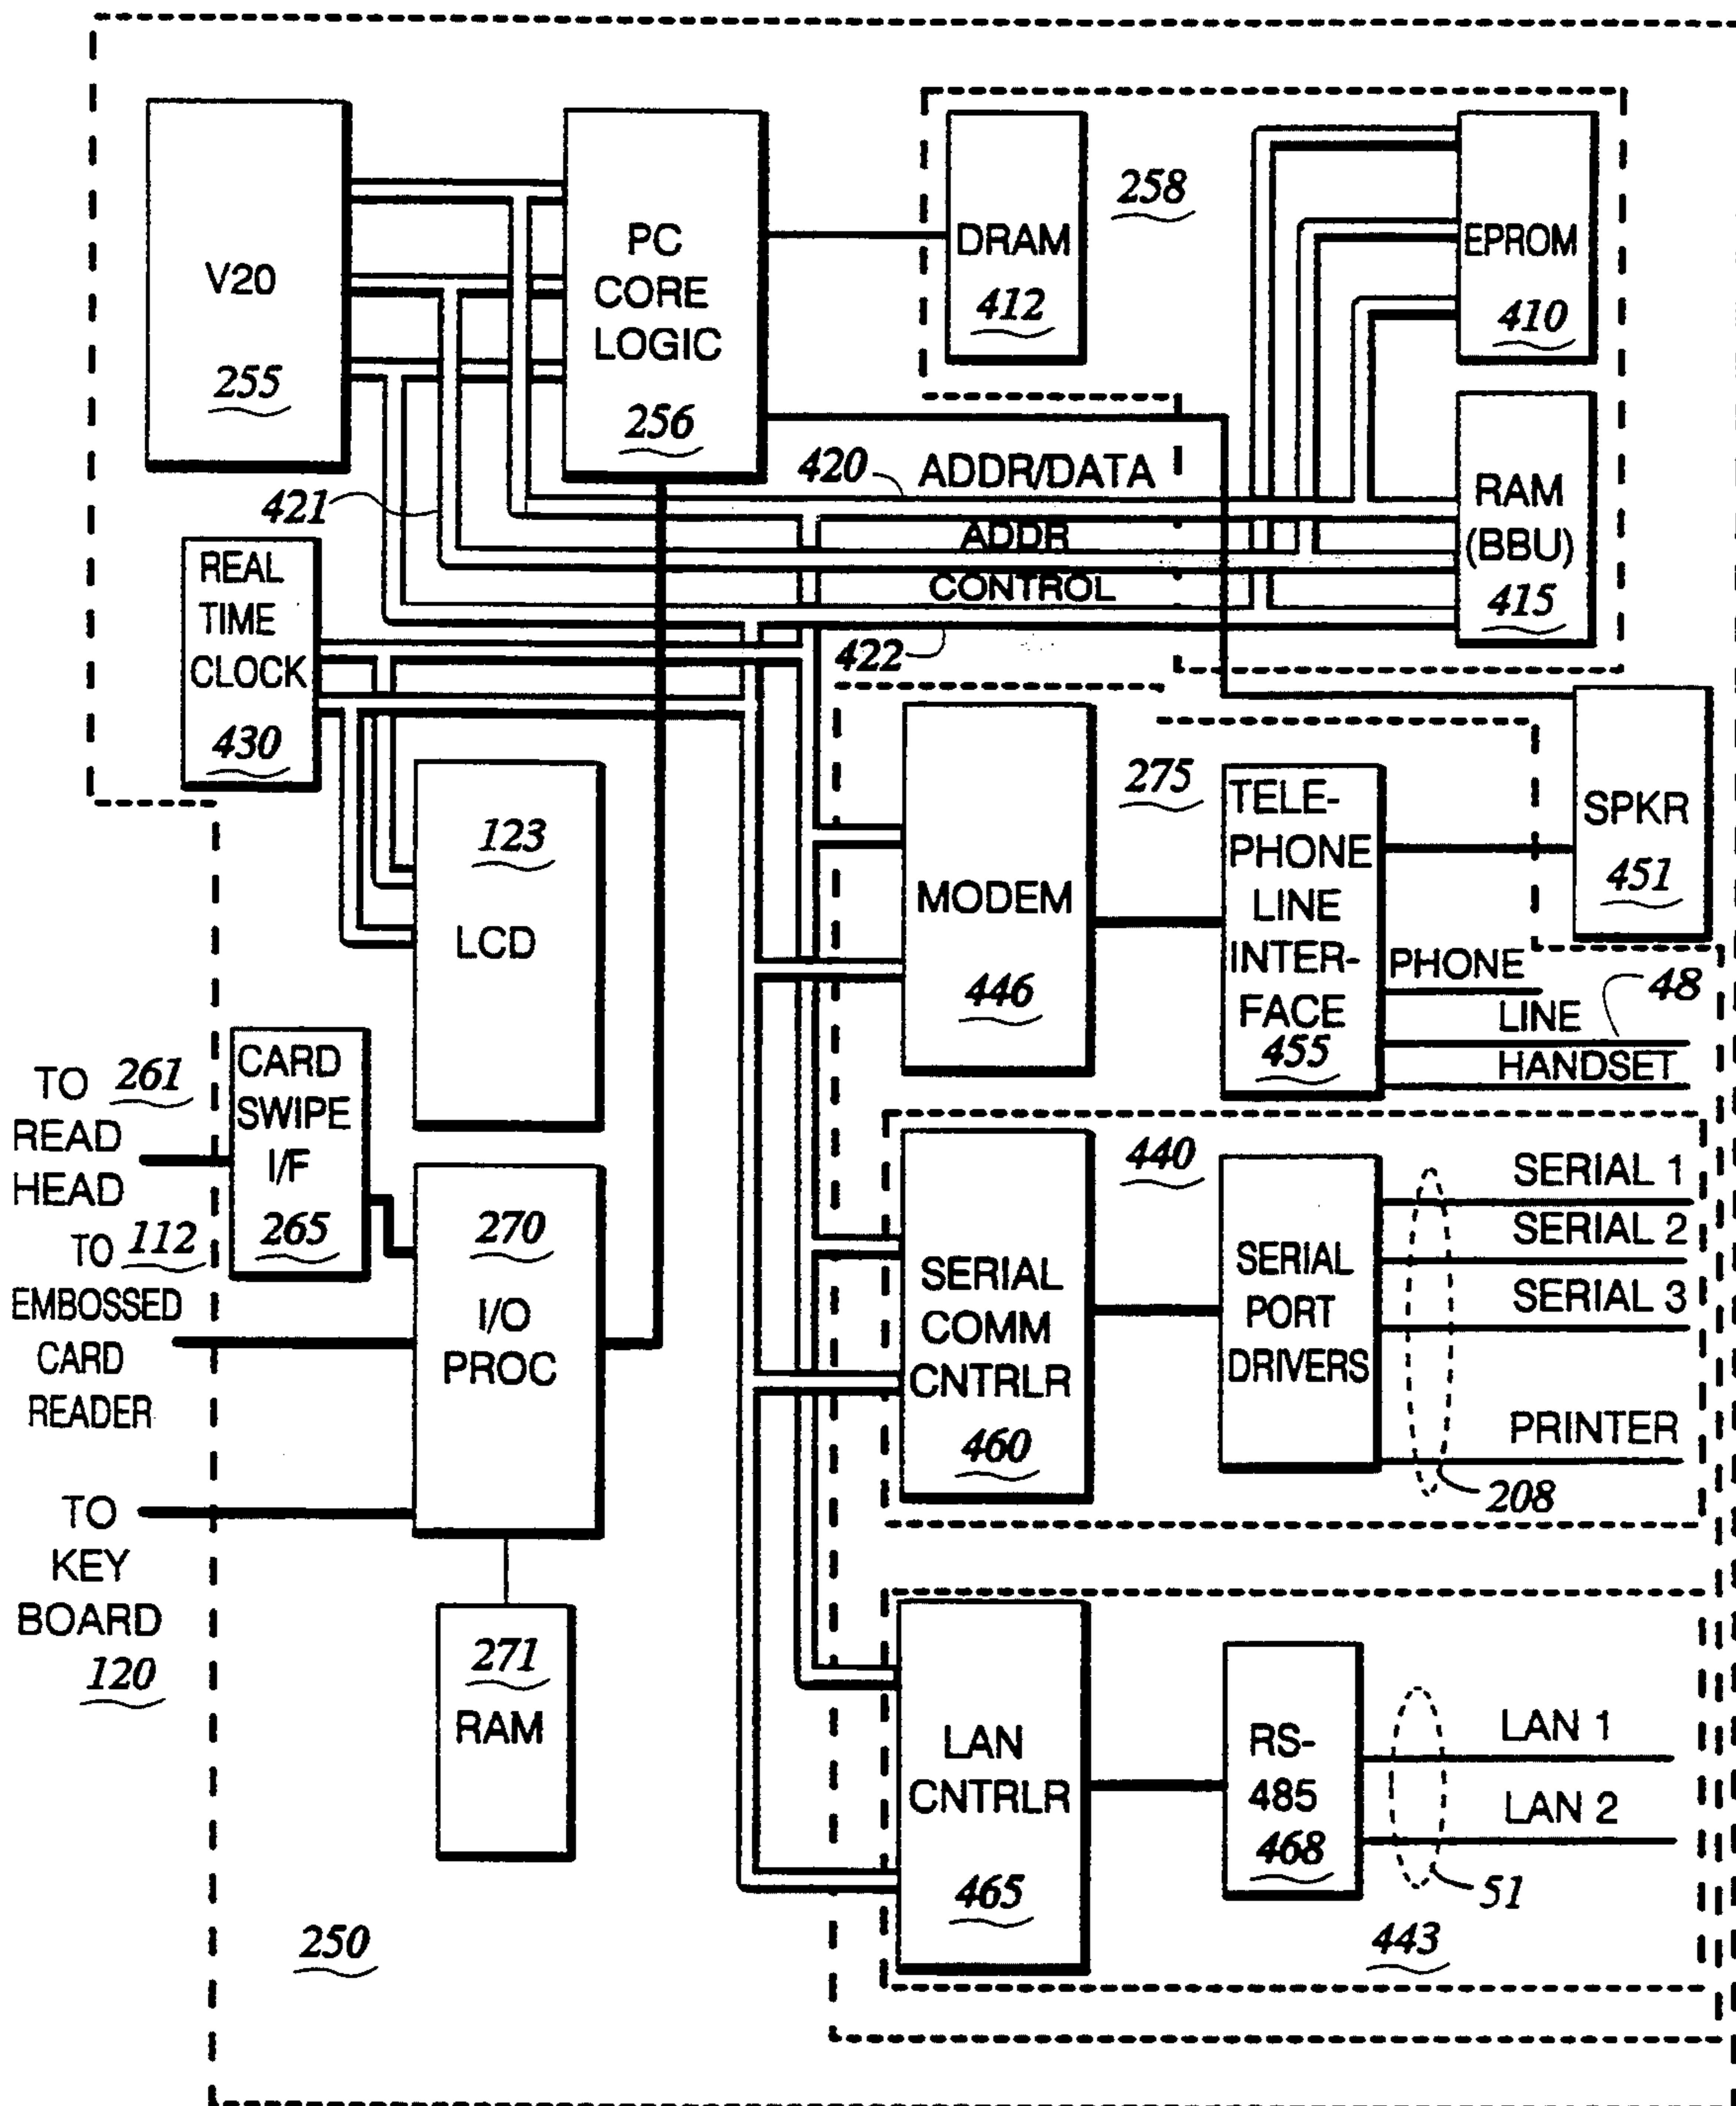 V20
255
PC
CORE
LOGIC
256
DRAM
412
258
EPROM
410
RAM
(BBU)
415
420
ADDR/DATA
421
ADDR
CONTROL
422
REAL
TIME
CLOCK
430
123
LCD
MODEM
446
275
TELE-
PHONE
LINE
INTER-
FACE
455
SPKR
451
PHONE
LINE
48
HANDSET
TO 261
READ
HEAD
CARD
SWIPE
I/F
265
TO 112
EMBOSSED
CARD
READER
270
I/O
PROC
TO
KEY
BOARD
120
271
RAM
440
SERIAL
COMM
CNTRLR
460
SERIAL
PORT
DRIVERS
SERIAL 1
SERIAL 2
SERIAL 3
PRINTER
208
LAN
CNTRLR
465
RS-
485
468
LAN 1
LAN 2
51
443
250